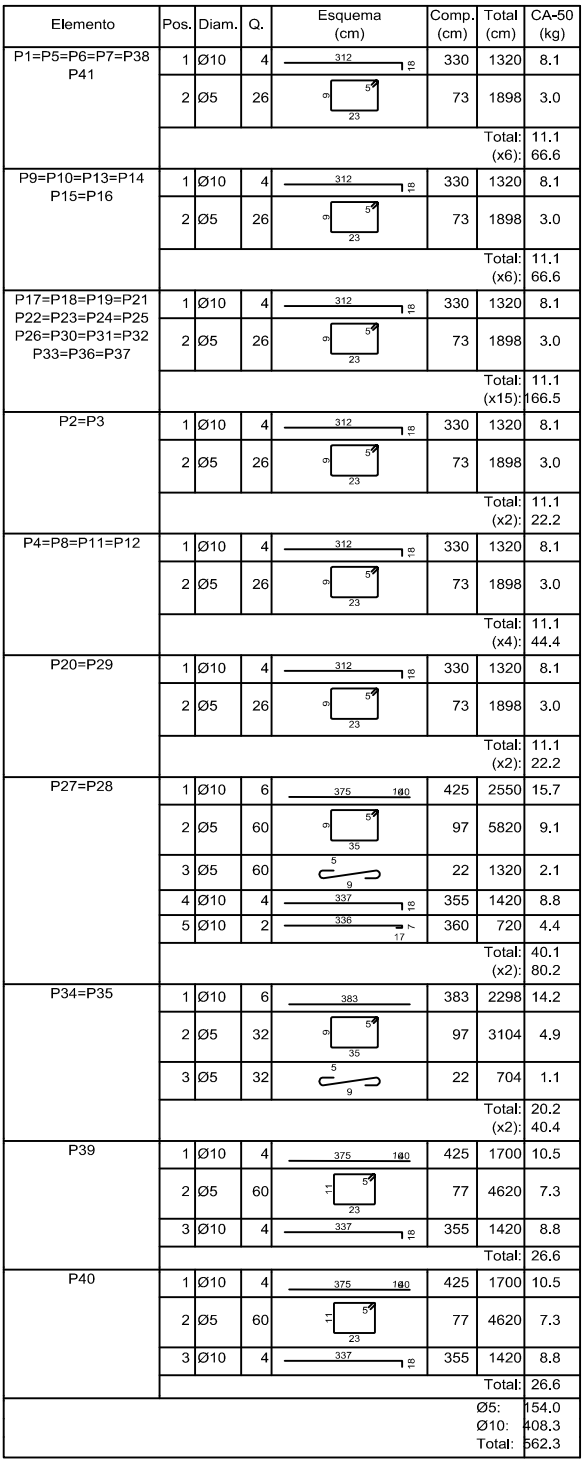 Elemento Pos. Diam. Q. Esquema (cm) Comp. (cm) Total (cm) CA-50 (kg)
P1=P5=P6=P7=P38
P41
1 Ø10 4 312 18 330 1320 8.1
2 Ø5 26 9 5 23 73 1898 3.0
Total: 11.1
(x6): 66.6
P9=P10=P13=P14
P15=P16
1 Ø10 4 312 18 330 1320 8.1
2 Ø5 26 9 5 23 73 1898 3.0
Total: 11.1
(x6): 66.6
P17=P18=P19=P21
P22=P23=P24=P25
P26=P30=P31=P32
P33=P36=P37
1 Ø10 4 312 18 330 1320 8.1
2 Ø5 26 9 5 23 73 1898 3.0
Total: 11.1
(x15): 166.5
P2=P3
1 Ø10 4 312 18 330 1320 8.1
2 Ø5 26 9 5 23 73 1898 3.0
Total: 11.1
(x2): 22.2
P4=P8=P11=P12
1 Ø10 4 312 18 330 1320 8.1
2 Ø5 26 9 5 23 73 1898 3.0
Total: 11.1
(x4): 44.4
P20=P29
1 Ø10 4 312 18 330 1320 8.1
2 Ø5 26 9 5 23 73 1898 3.0
Total: 11.1
(x2): 22.2
P27=P28
1 Ø10 6 375 425 2550 15.7
2 Ø5 60 9 5 35 97 5820 9.1
3 Ø5 60 5 9 22 1320 2.1
4 Ø10 4 337 18 355 1420 8.8
5 Ø10 2 336 17 7 360 720 4.4
Total: 40.1
(x2): 80.2
P34=P35
1 Ø10 6 383 383 2298 14.2
2 Ø5 32 9 5 35 97 3104 4.9
3 Ø5 32 5 9 22 704 1.1
Total: 20.2
(x2): 40.4
P39
1 Ø10 4 375 425 1700 10.5
2 Ø5 60 11 5 23 77 4620 7.3
3 Ø10 4 337 18 355 1420 8.8
Total: 26.6
P40
1 Ø10 4 375 425 1700 10.5
2 Ø5 60 11 5 23 77 4620 7.3
3 Ø10 4 337 18 355 1420 8.8
Total: 26.6
Ø5: 154.0
Ø10: 408.3
Total: 562.3